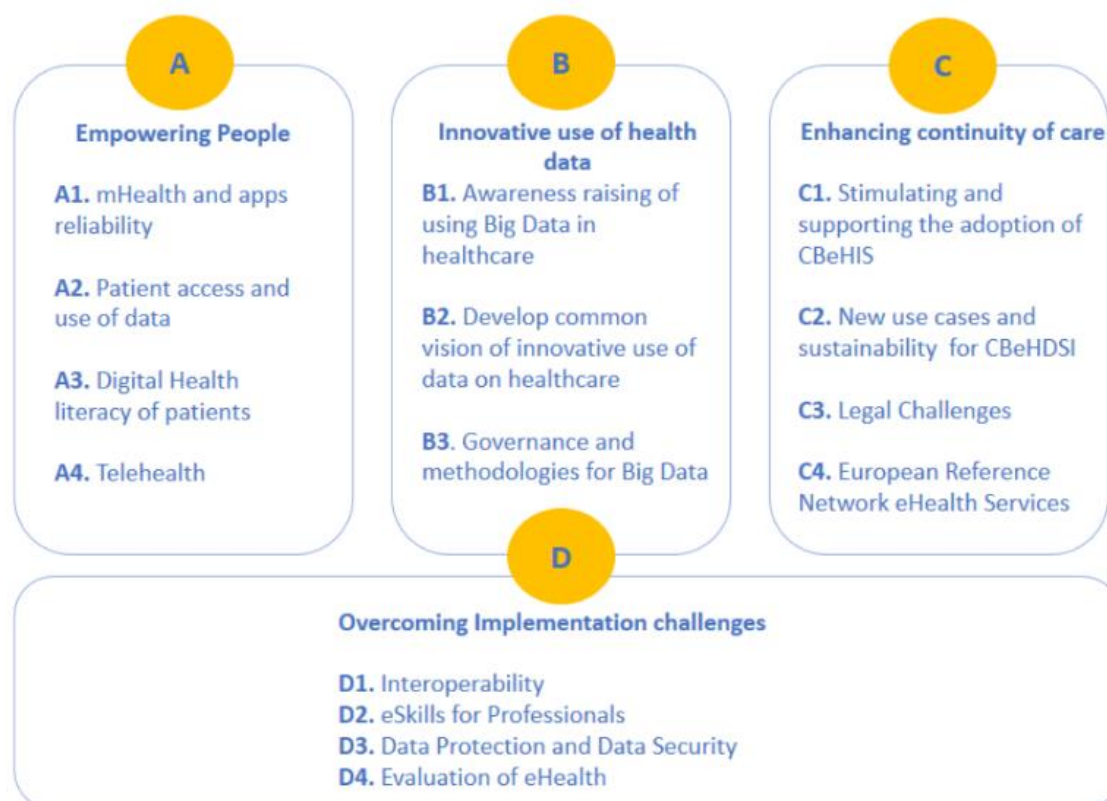 A
Empowering People
A1. mHealth and apps
reliability
A2. Patient access and
use of data
A3. Digital Health
literacy of patients
A4. Telehealth
B
Innovative use of health
data
B1. Awareness raising of
using Big Data in
healthcare
B2. Develop common
vision of innovative use of
data on healthcare
B3. Governance and
methodologies for Big Data
C
Enhancing continuity of care
C1. Stimulating and
supporting the adoption of
CBeHIS
C2. New use cases and
sustainability for CBeHDSI
C3. Legal Challenges
C4. European Reference
Network eHealth Services
D
Overcoming Implementation challenges
D1. Interoperability
D2. eSkills for Professionals
D3. Data Protection and Data Security
D4. Evaluation of eHealth